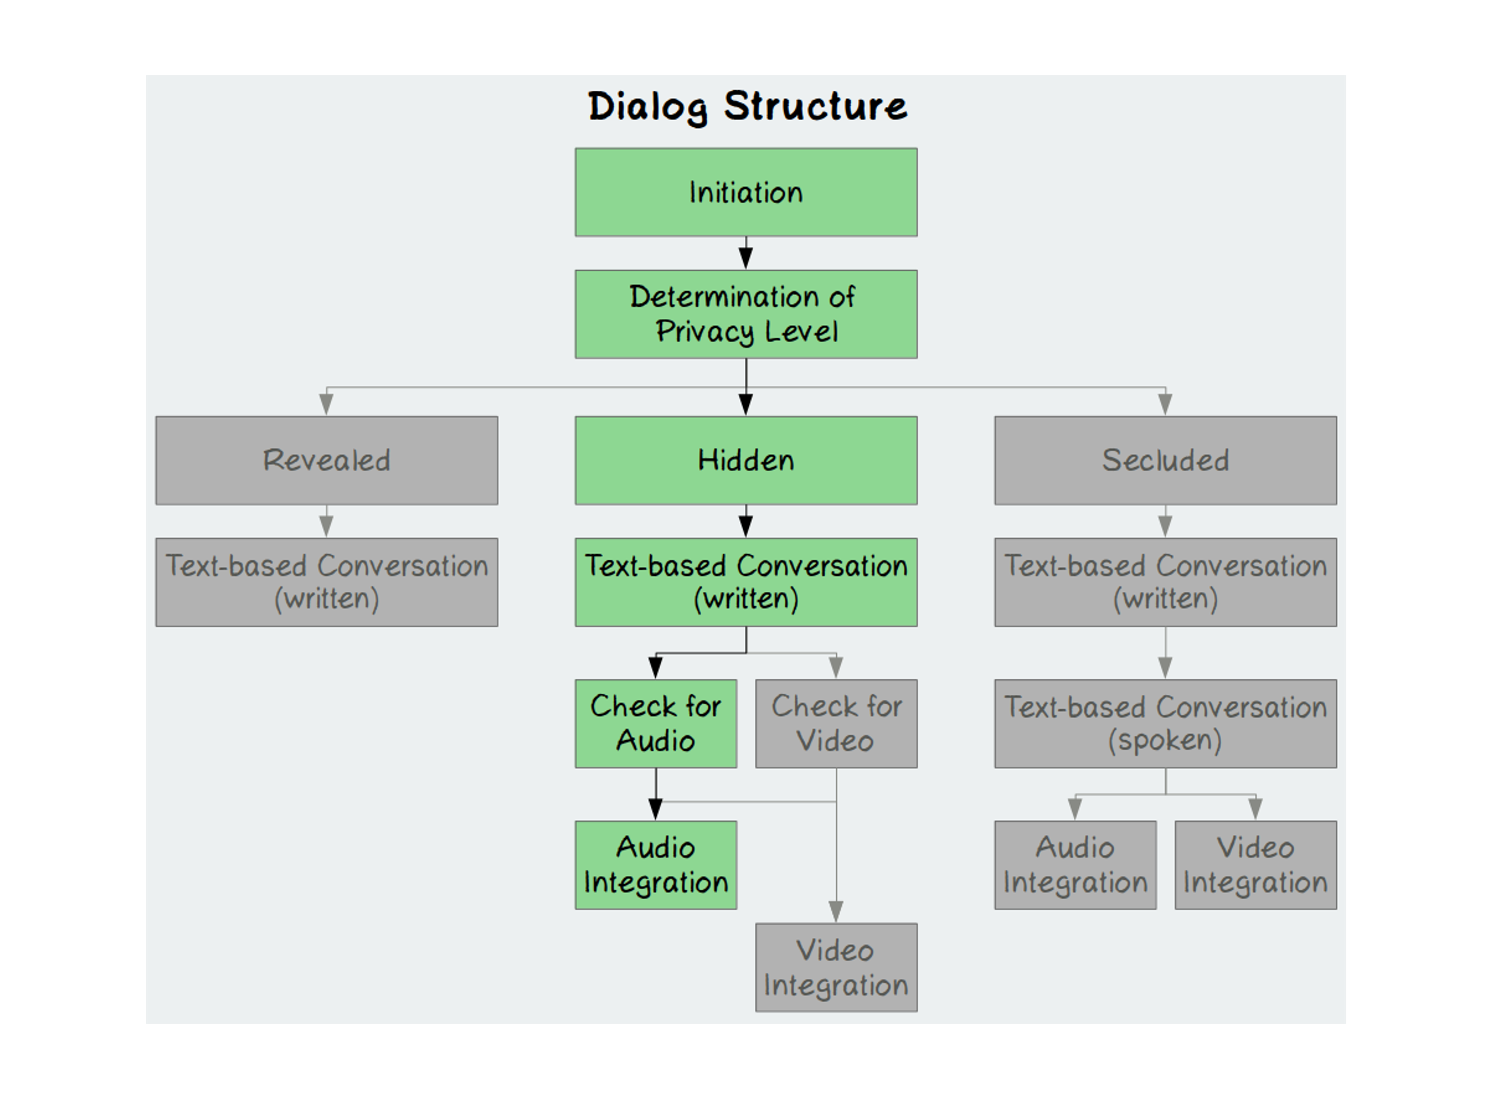 Dialog Structure
Initiation
Determination of
Privacy Level
Revealed
Hidden
Secluded
Text-based Conversation
(written)
Text-based Conversation
(written)
Text-based Conversation
(written)
Check for
Audio
Check for
Video
Text-based Conversation
(spoken)
Audio
Integration
Audio
Integration
Video
Integration
Video
Integration